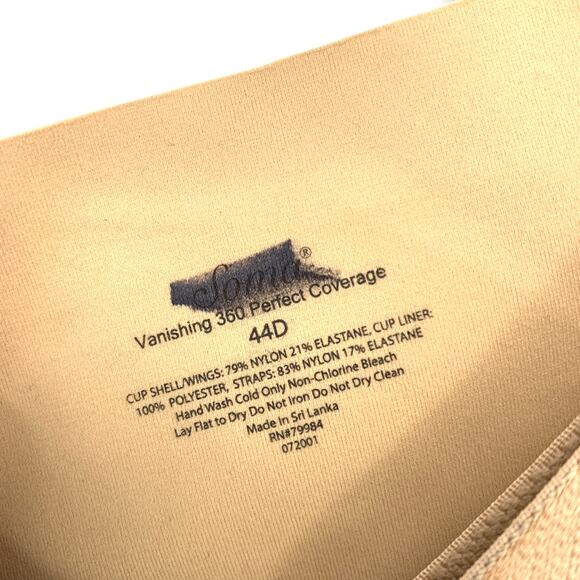 Soma®
Vanishing 360 Perfect Coverage
44D
CUP SHELL/WINGS: 79% NYLON 21% ELASTANE, CUP LINER:
100% POLYESTER, STRAPS: 83% NYLON 17% ELASTANE
Hand Wash Cold Only Non-Chlorine Bleach
Lay Flat to Dry Do Not Iron Do Not Dry Clean
Made In Sri Lanka
RN#79984
072001